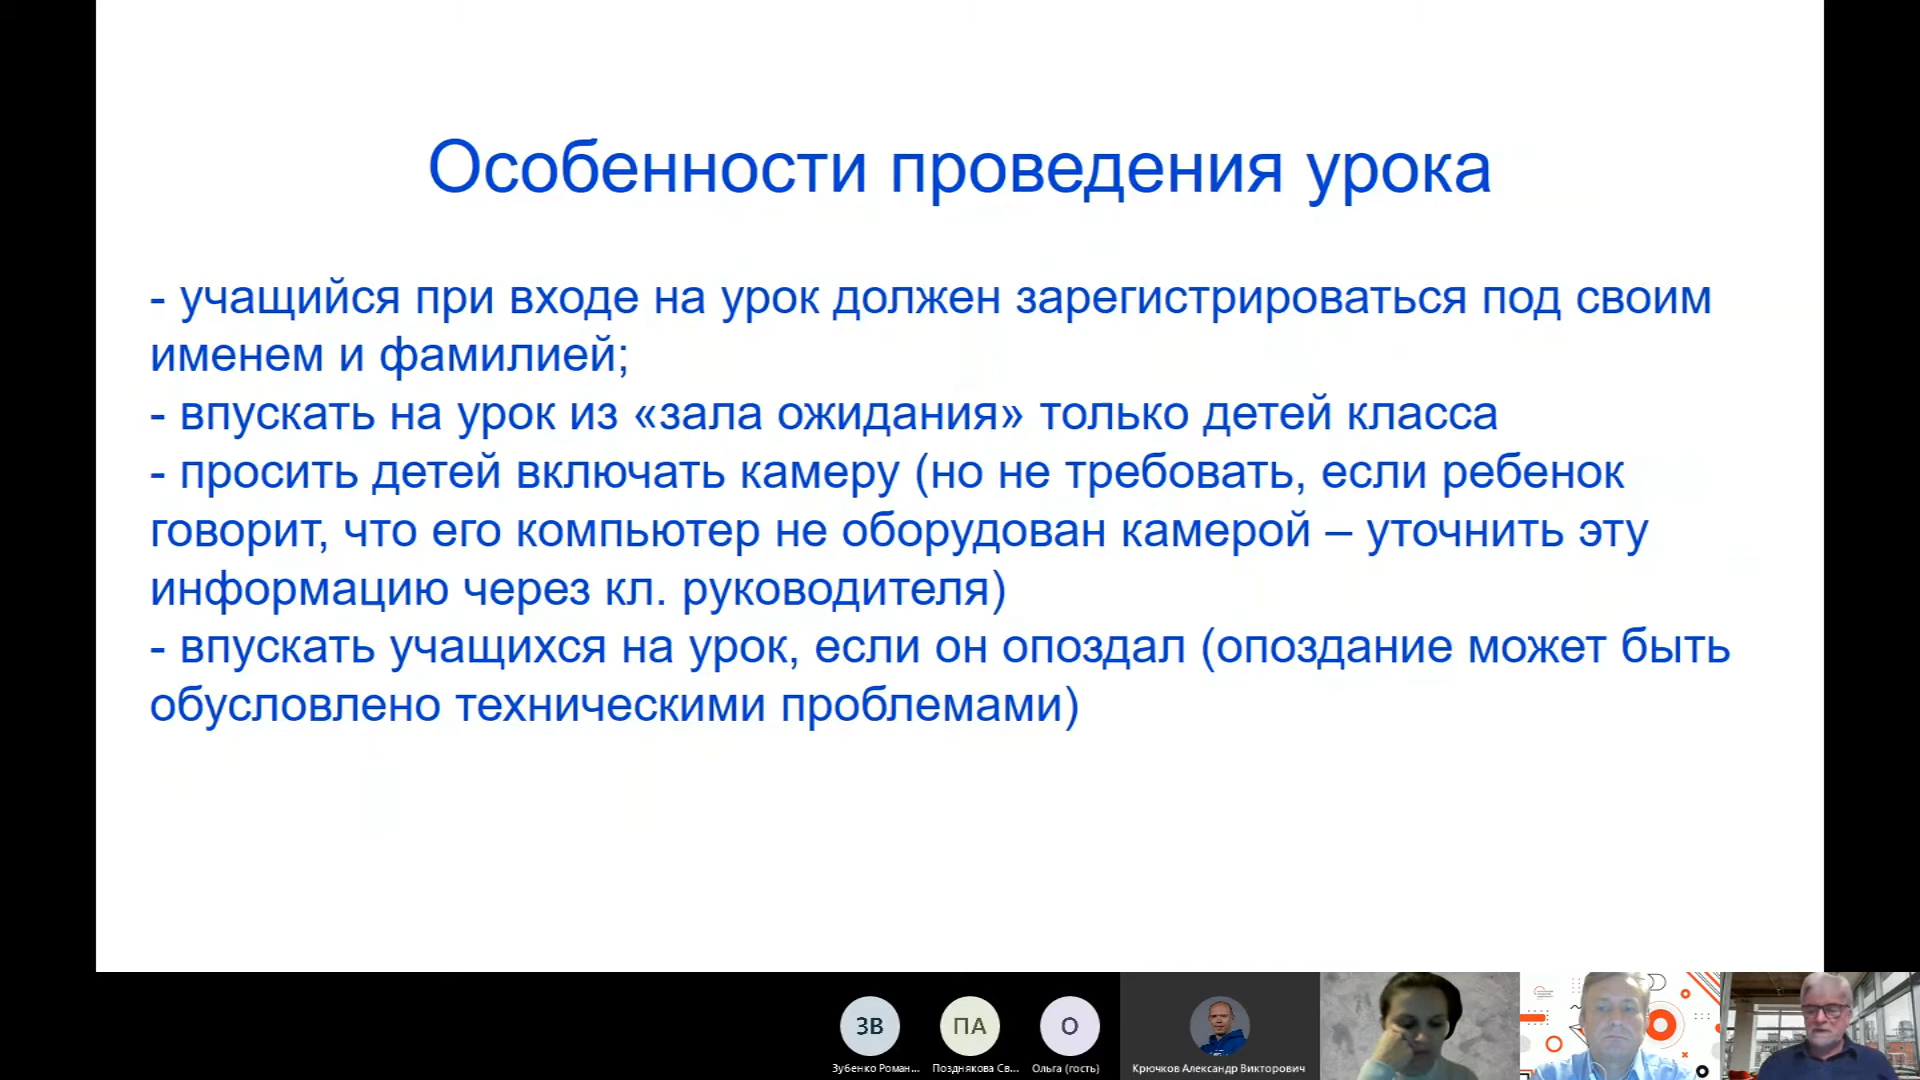 Особенности проведения урока
- учащийся при входе на урок должен зарегистрироваться под своим
именем и фамилией;
- впускать на урок из «зала ожидания» только детей класса
- просить детей включать камеру (но не требовать, если ребенок
говорит, что его компьютер не оборудован камерой – уточнить эту
информацию через кл. руководителя)
- впускать учащихся на урок, если он опоздал (опоздание может быть
обусловлено техническими проблемами)
ЗВ ПА О
Зубенко Роман... Позднякова Св... Ольга (гость) Крючков Александр Викторович